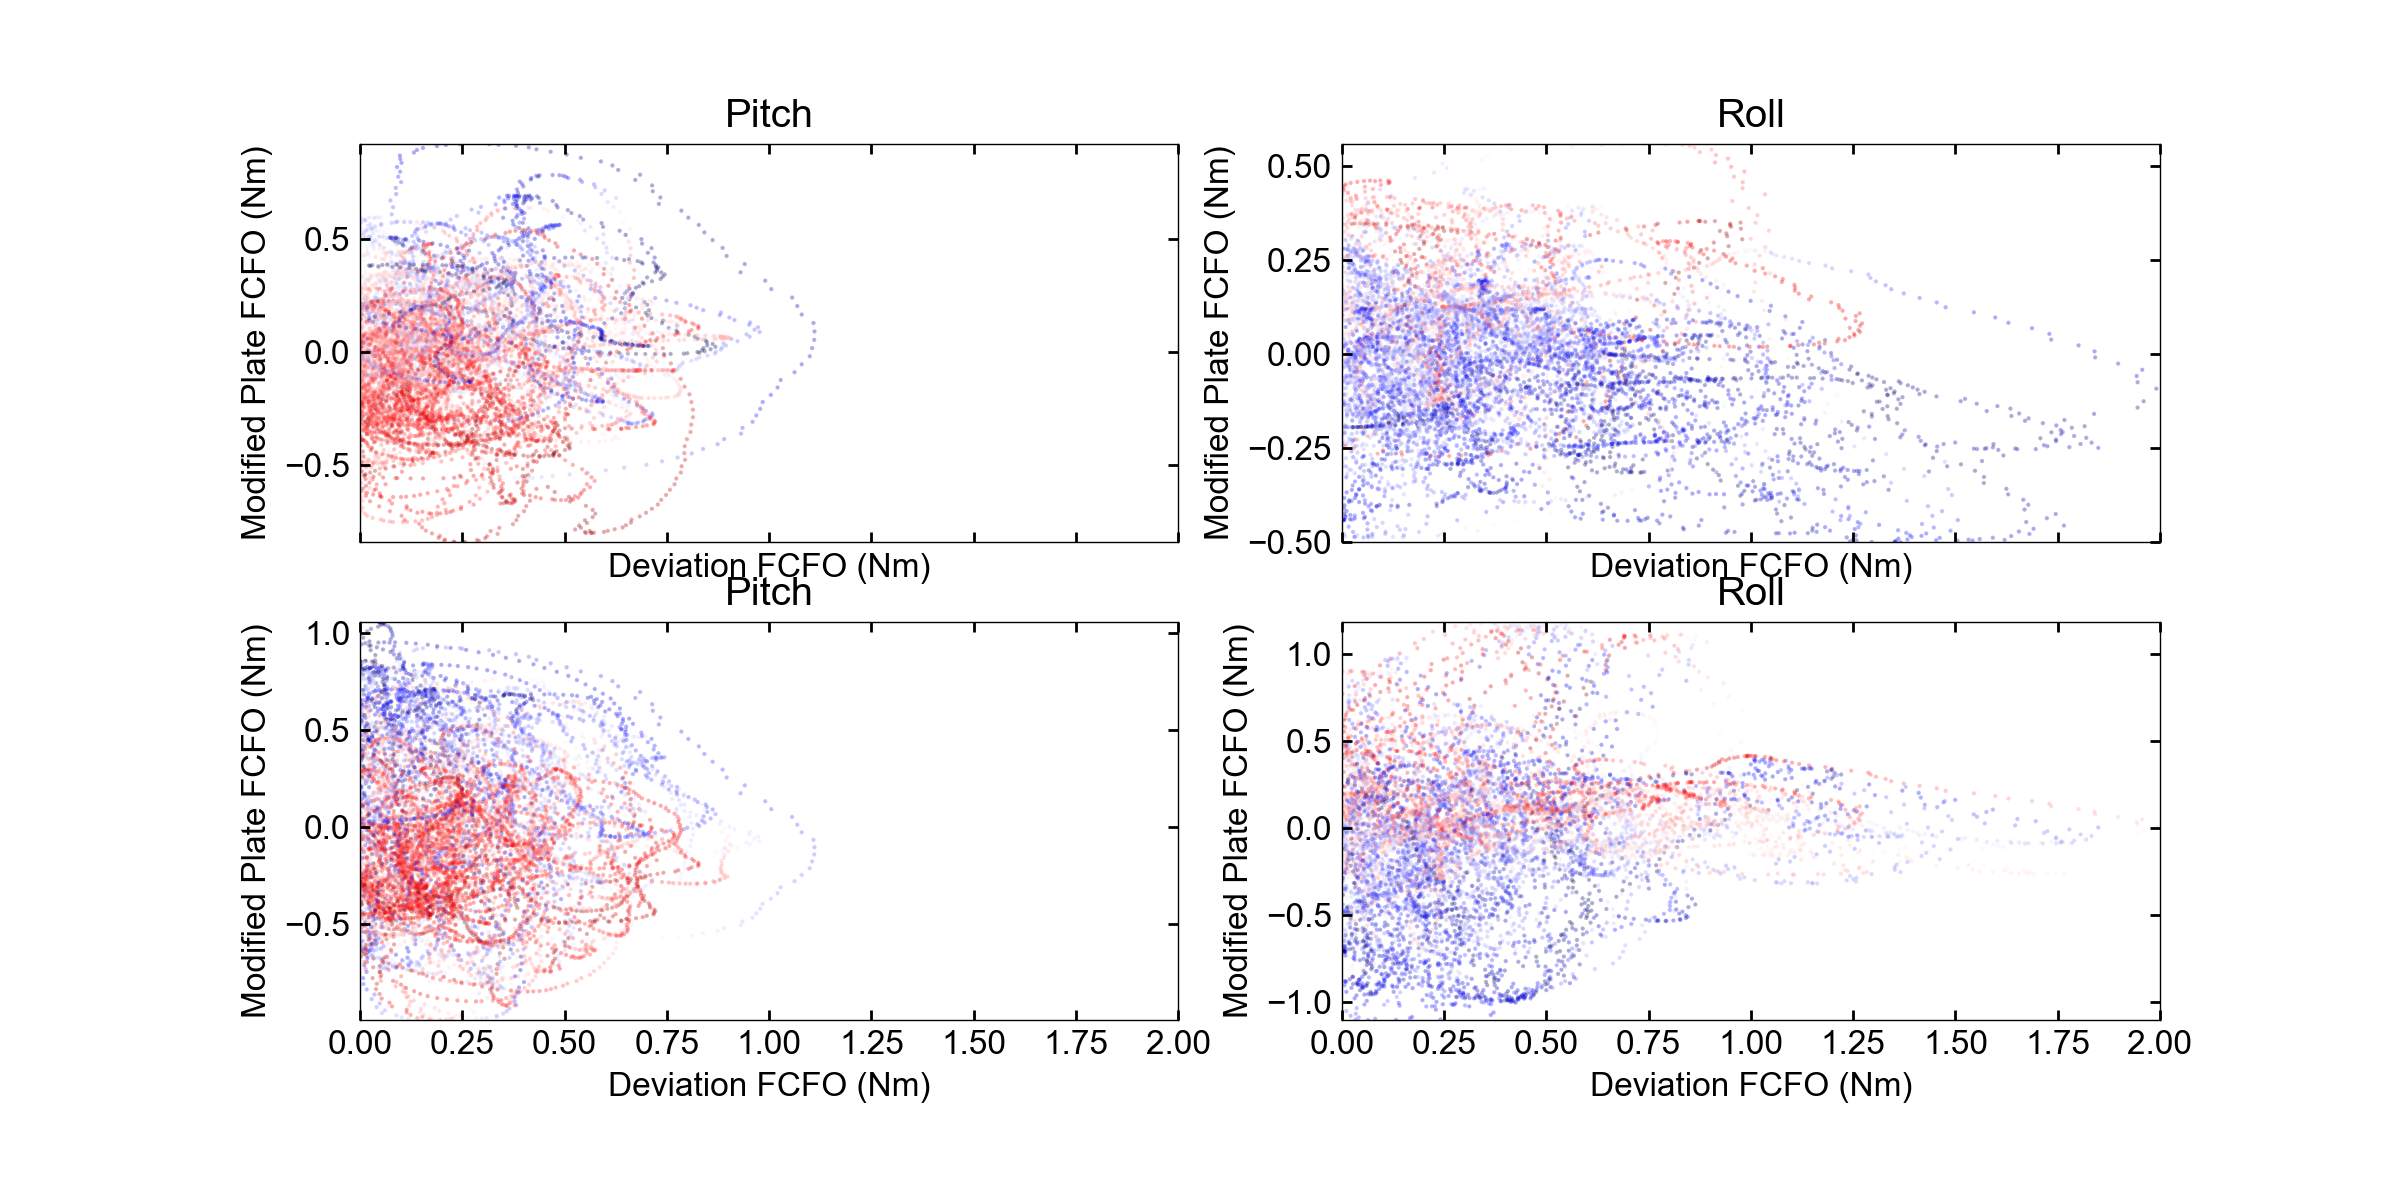 Pitch
Modified Plate FCFO (Nm)
0.5
0.0
−0.5
Deviation FCFO (Nm)
Roll
Modified Plate FCFO (Nm)
0.50
0.25
0.00
−0.25
−0.50
Deviation FCFO (Nm)
Pitch
Modified Plate FCFO (Nm)
1.0
0.5
0.0
−0.5
0.00 0.25 0.50 0.75 1.00 1.25 1.50 1.75 2.00
Deviation FCFO (Nm)
Roll
Modified Plate FCFO (Nm)
1.0
0.5
0.0
−0.5
−1.0
0.00 0.25 0.50 0.75 1.00 1.25 1.50 1.75 2.00
Deviation FCFO (Nm)